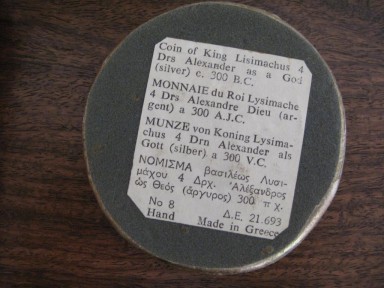 Coin of King Lisimachus 4
Drs Alexander as a God
(silver) c. 300 B.C.
MONNAIE du Roi Lysimache
4 Drs Alexandre Dieu (ar-
gent) a 300 A.J.C.
MUNZE von Koning Lysima-
chus 4 Drn Alexander als
Gott (silber) a 300 V.C.
ΝΟΜΙΣΜΑ βασιλέως Λυσι-
μάχου 4 Δρχ. Ἀλέξανδρος
ὡς Θεός (ἄργυρος) 300 π χ.
No 8 Δ.Ε. 21.693
Hand Made in Greece